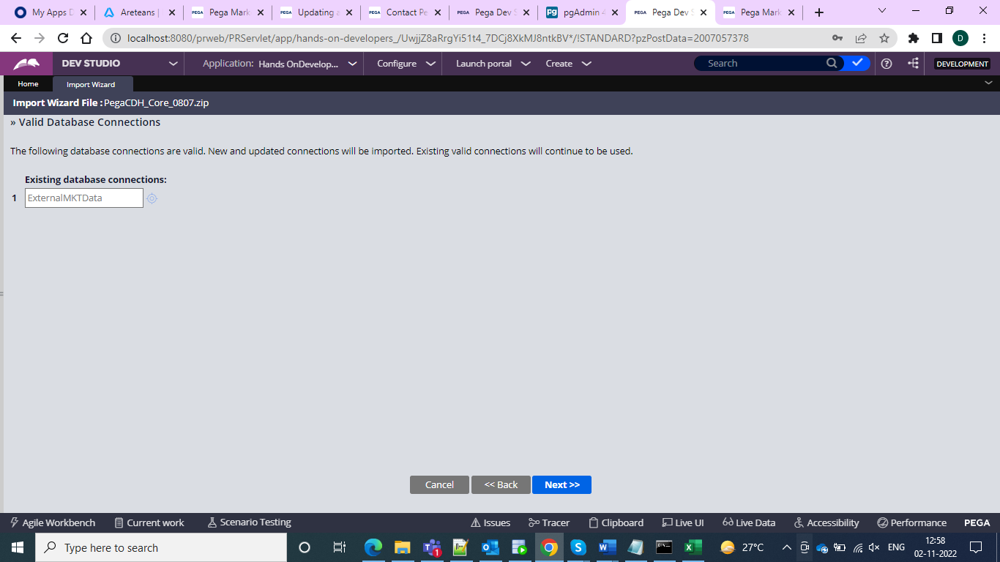 My Apps D
Areteans |
PEGA Pega Mark
PEGA Updating a
PEGA Contact Pe
PEGA Pega Dev S
pg pgAdmin 4
PEGA Pega Dev S
PEGA Pega Mark
localhost:8080/prweb/PRServlet/app/hands-on-developers_/UwjjZ8aRrgYi51t4_7DCj8XkMJ8ntkBV*/!STANDARD?pzPostData=2007057378
D
DEV STUDIO
Application: Hands OnDevelop...
Configure
Launch portal
Create
Search
DEVELOPMENT
Home
Import Wizard
Import Wizard File : PegaCDH_Core_0807.zip
» Valid Database Connections
The following database connections are valid. New and updated connections will be imported. Existing valid connections will continue to be used.
Existing database connections:
1 ExternalMKTData
Cancel
<< Back
Next >>
Agile Workbench
Current work
Scenario Testing
Issues
Tracer
Clipboard
Live UI
Live Data
Accessibility
Performance
PEGA
Type here to search
1
27°C
ENG
12:58
02-11-2022